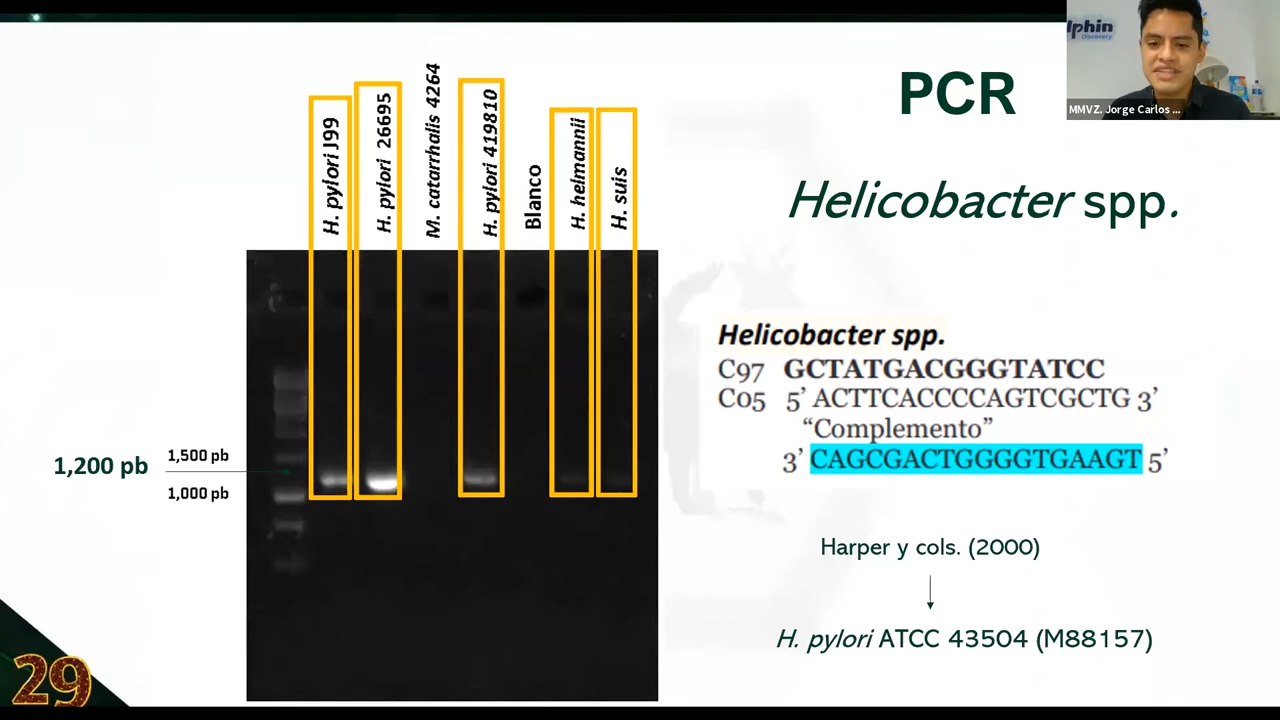 H. pylori J99
H. pylori 26695
M. catarrhalis 4264
H. pylori 419810
Blanco
H. helmannii
H. suis
1,200 pb
1,500 pb
1,000 pb
PCR
Helicobacter spp.
Helicobacter spp.
C97 GCTATGACGGGTATCC
C05 5’ ACTTCACCCCAGTCGCTG 3’
“Complemento”
3’ CAGCGACTGGGGTGAAGT 5’
Harper y cols. (2000)
H. pylori ATCC 43504 (M88157)
lphin
Discovery
MMVZ. Jorge Carlos ...
29